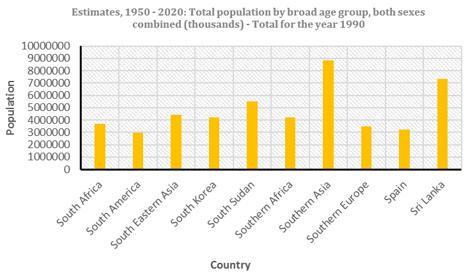 Estimates, 1950 - 2020: Total population by broad age group, both sexes
combined (thousands) - Total for the year 1990
Population
10000000
9000000
8000000
7000000
6000000
5000000
4000000
3000000
2000000
1000000
0
South Africa
South America
South Eastern Asia
South Korea
South Sudan
Southern Africa
Southern Asia
Southern Europe
Spain
Sri Lanka
Country